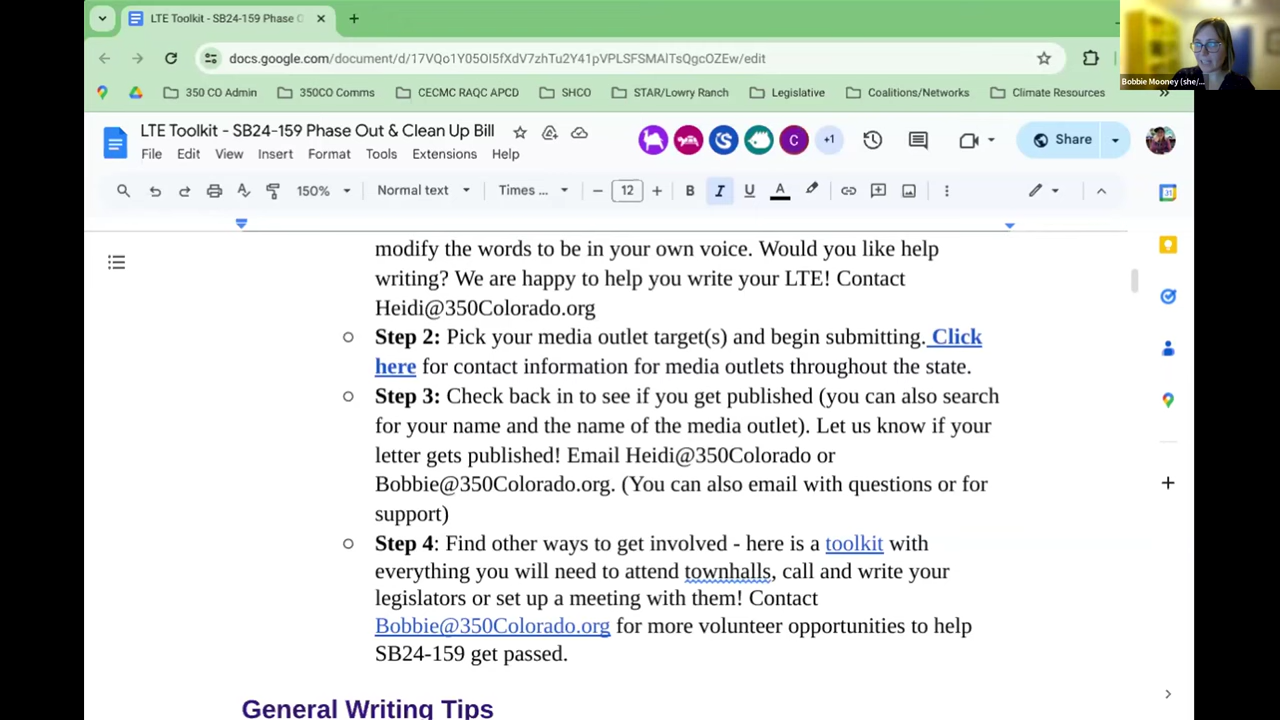 LTE Toolkit - SB24-159 Phase O
docs.google.com/document/d/17VQo1Y05OI5fXdV7zhTu2Y41pVPLSFSMAlTsQgcOZEw/edit
Bobbie Mooney (she/...
350 CO Admin
350CO Comms
CECMC RAQC APCD
SHCO
STAR/Lowry Ranch
Legislative
Coalitions/Networks
Climate Resources
»
LTE Toolkit - SB24-159 Phase Out & Clean Up Bill
C
+1
Share
File Edit View Insert Format Tools Extensions Help
150%
Normal text
Times ...
12
B I U A
31
modify the words to be in your own voice. Would you like help
writing? We are happy to help you write your LTE! Contact
Heidi@350Colorado.org
Step 2: Pick your media outlet target(s) and begin submitting. Click
here for contact information for media outlets throughout the state.
Step 3: Check back in to see if you get published (you can also search
for your name and the name of the media outlet). Let us know if your
letter gets published! Email Heidi@350Colorado or
Bobbie@350Colorado.org. (You can also email with questions or for
support)
Step 4: Find other ways to get involved - here is a toolkit with
everything you will need to attend townhalls, call and write your
legislators or set up a meeting with them! Contact
Bobbie@350Colorado.org for more volunteer opportunities to help
SB24-159 get passed.
General Writing Tips